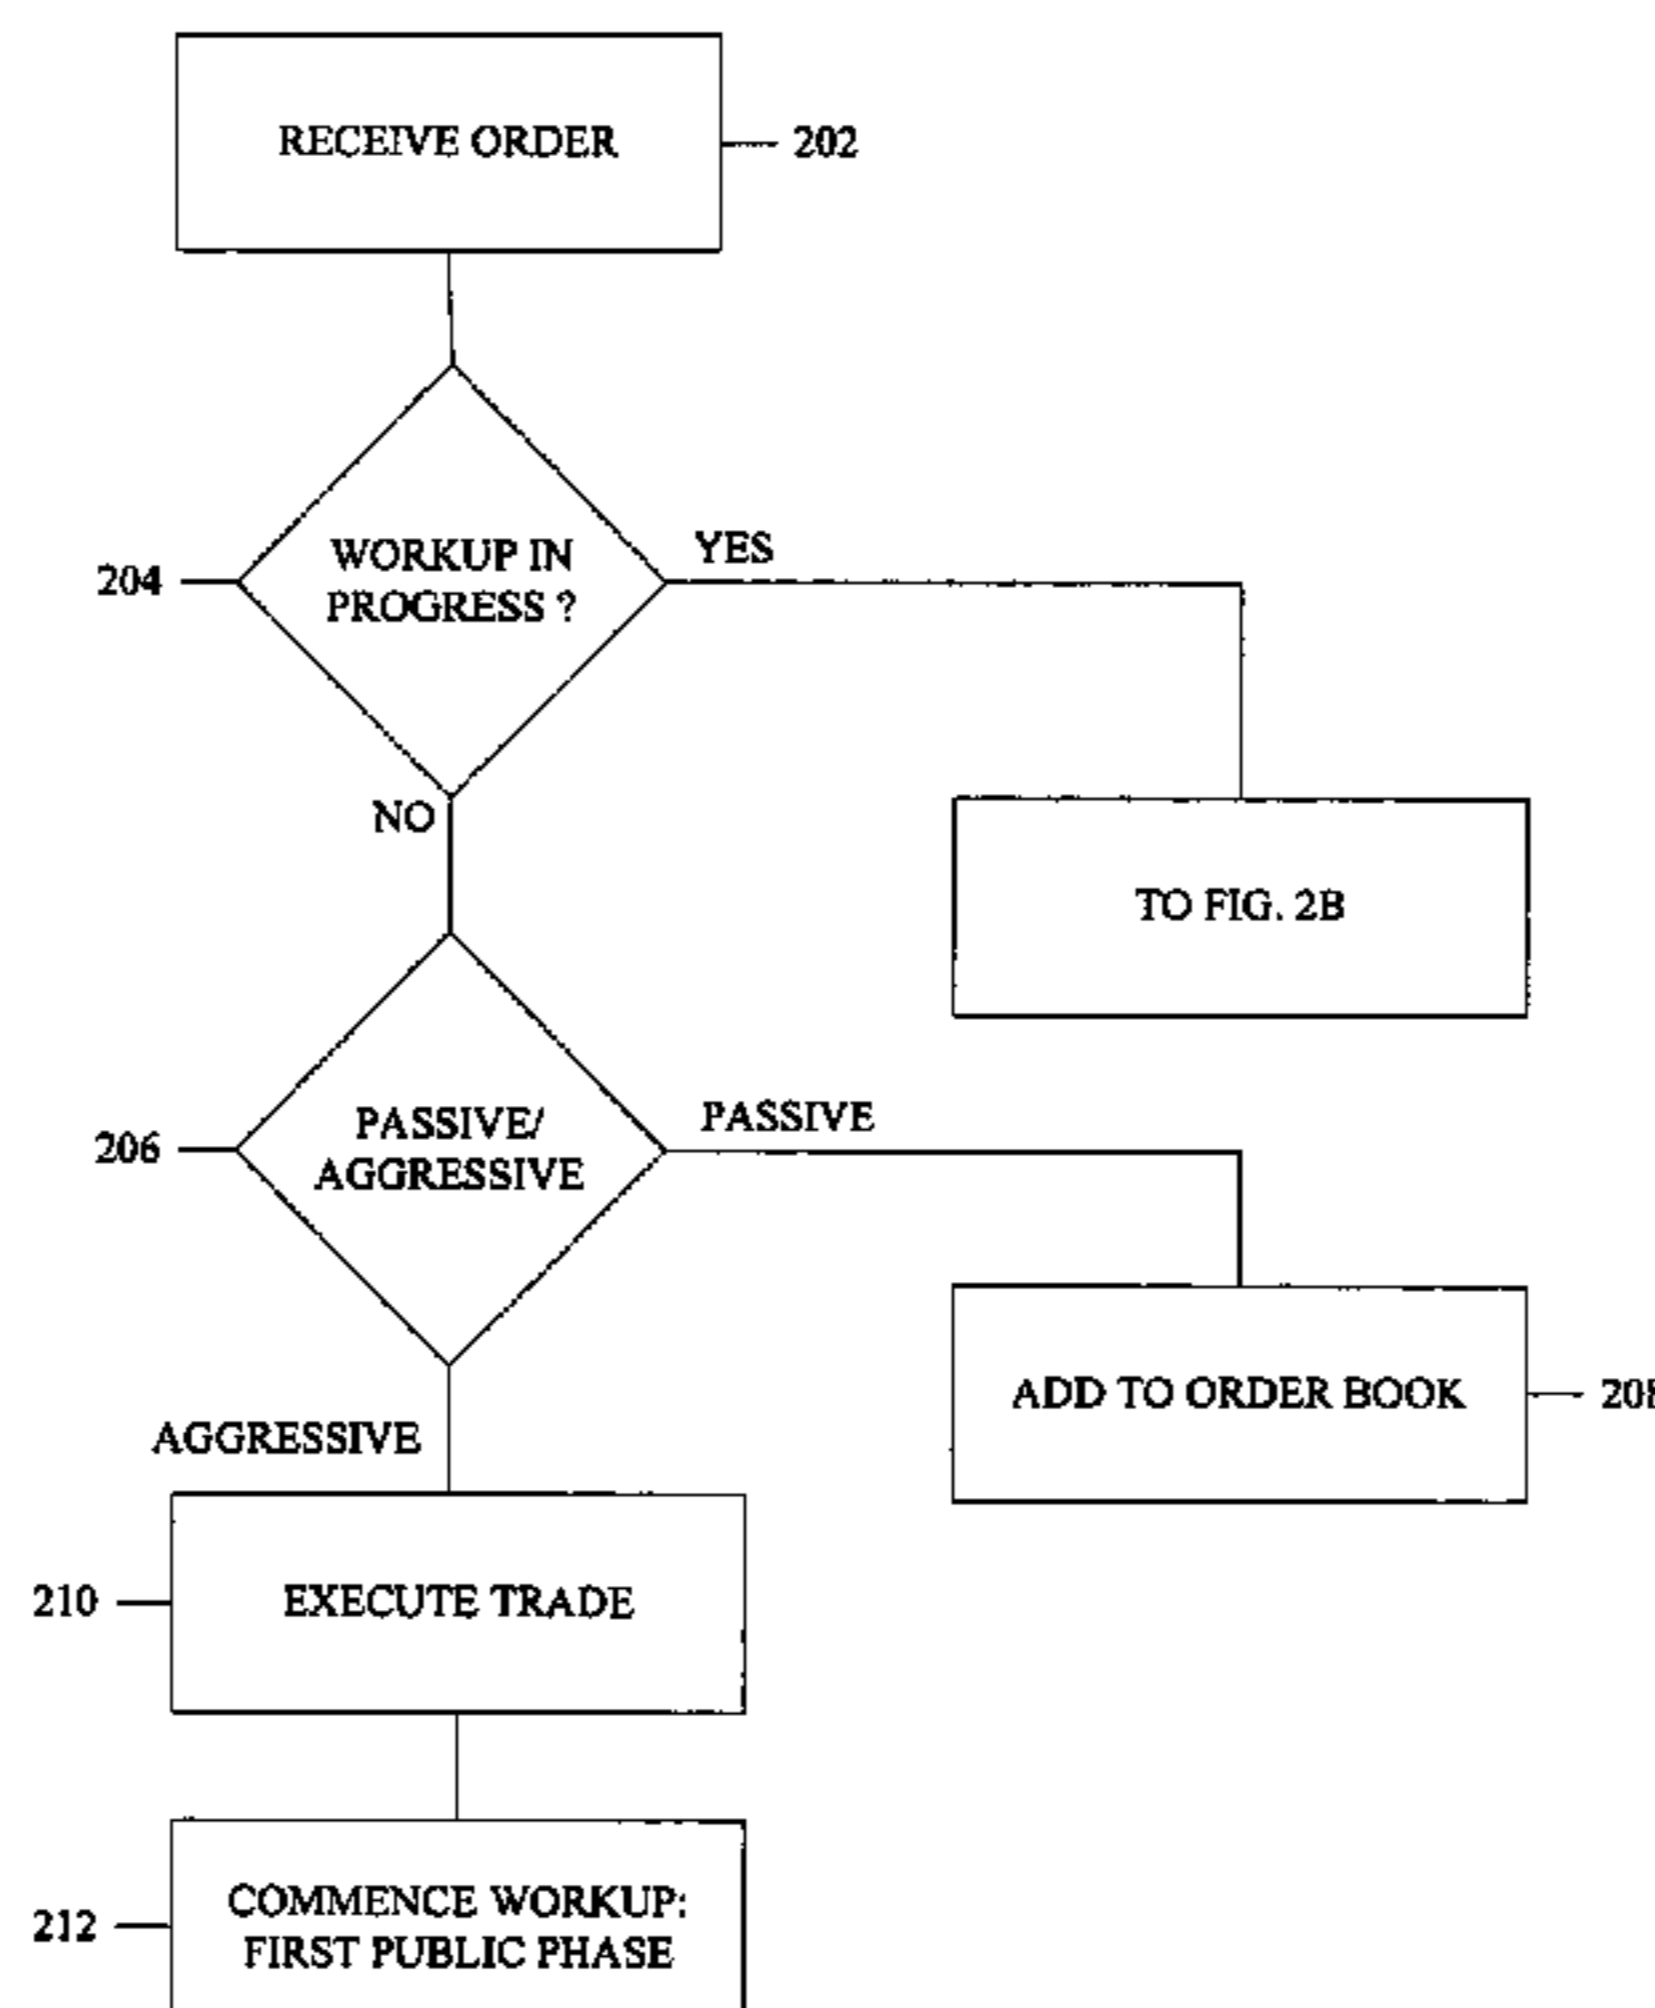 RECEIVE ORDER
202
WORKUP IN
PROGRESS ?
204
YES
NO
TO FIG. 2B
PASSIVE/
AGGRESSIVE
206
PASSIVE
ADD TO ORDER BOOK
AGGRESSIVE
EXECUTE TRADE
210
COMMENCE WORKUP:
FIRST PUBLIC PHASE
212